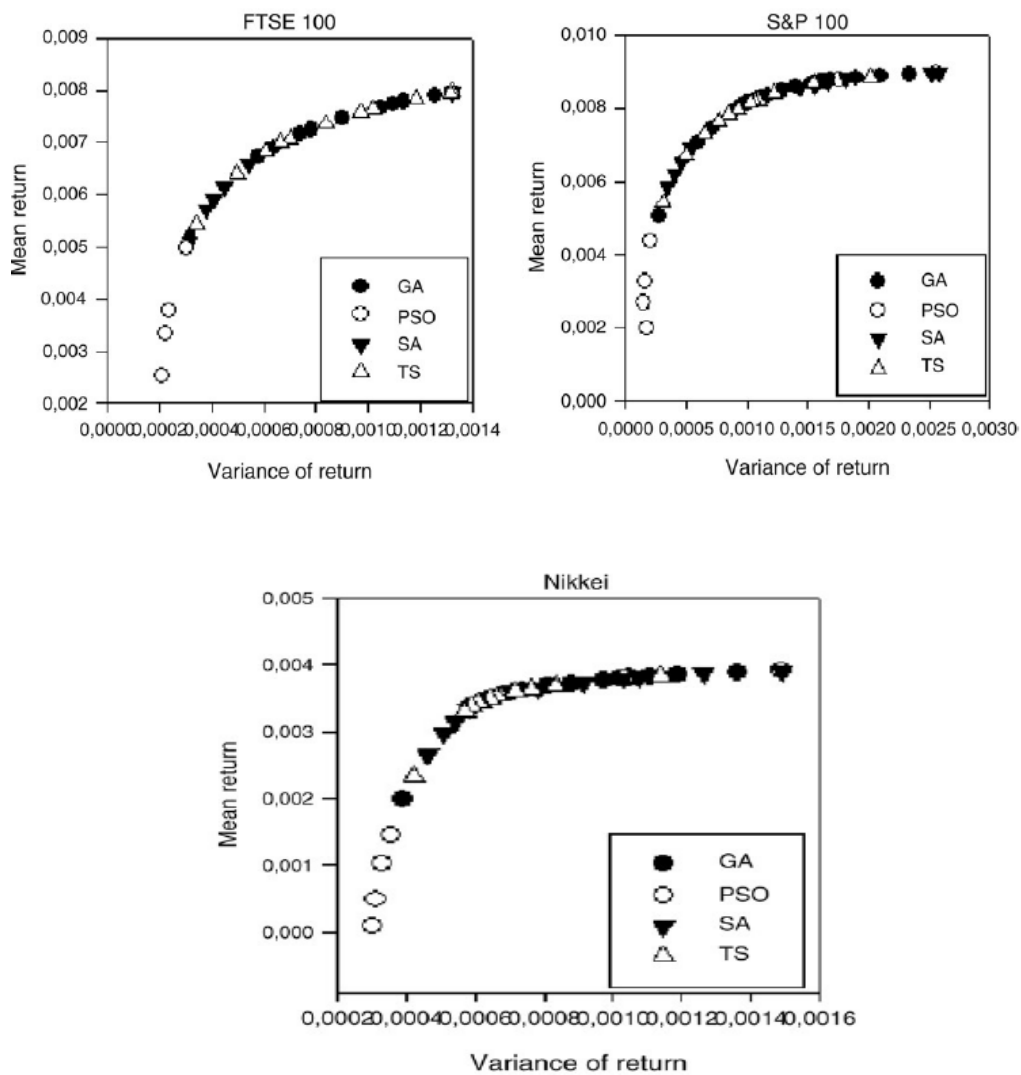 FTSE 100
0,009
0,008
0,007
0,006
0,005
0,004
0,003
0,002
Mean return
GA
PSO
SA
TS
0,0000 0,0002 0,0004 0,0006 0,0008 0,0010 0,0012 0,0014
Variance of return
S&P 100
0,010
0,008
0,006
0,004
0,002
0,000
Mean return
GA
PSO
SA
TS
0,0000 0,0005 0,0010 0,0015 0,0020 0,0025 0,0030
Variance of return
Nikkei
0,005
0,004
0,003
0,002
0,001
0,000
Mean return
GA
PSO
SA
TS
0,0002 0,0004 0,0006 0,0008 0,0010 0,0012 0,0014 0,0016
Variance of return